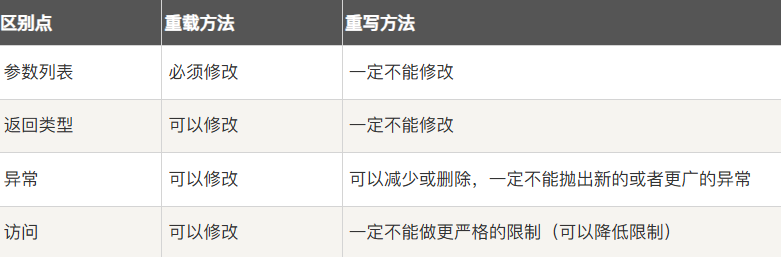 区别点 重载方法 重写方法
参数列表 必须修改 一定不能修改
返回类型 可以修改 一定不能修改
异常 可以修改 可以减少或删除，一定不能抛出新的或者更广的异常
访问 可以修改 一定不能做更严格的限制（可以降低限制）